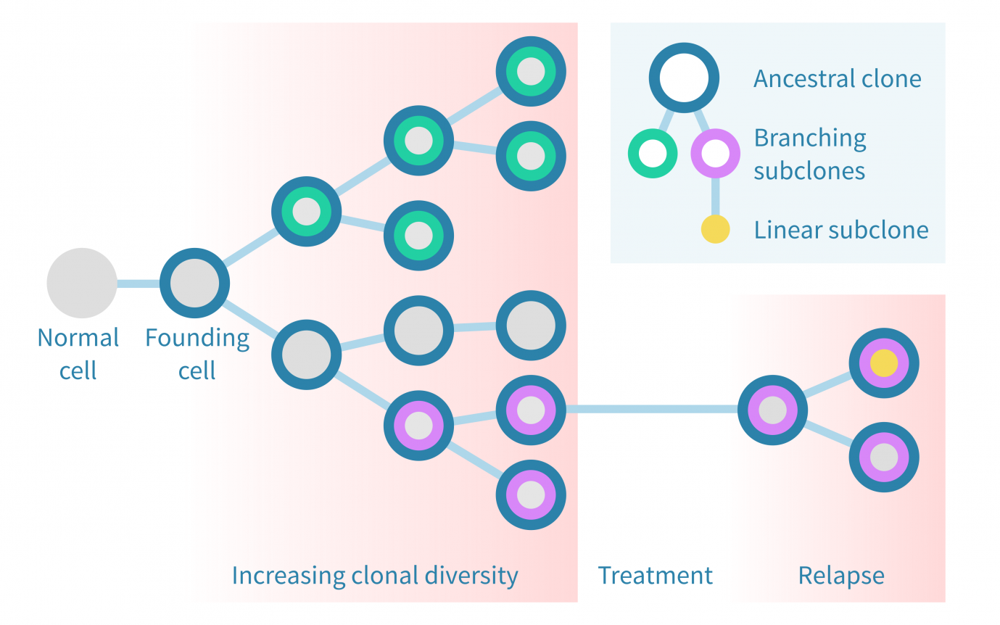 Ancestral clone
Branching
subclones
Linear subclone
Normal
cell
Founding
cell
Increasing clonal diversity
Treatment
Relapse